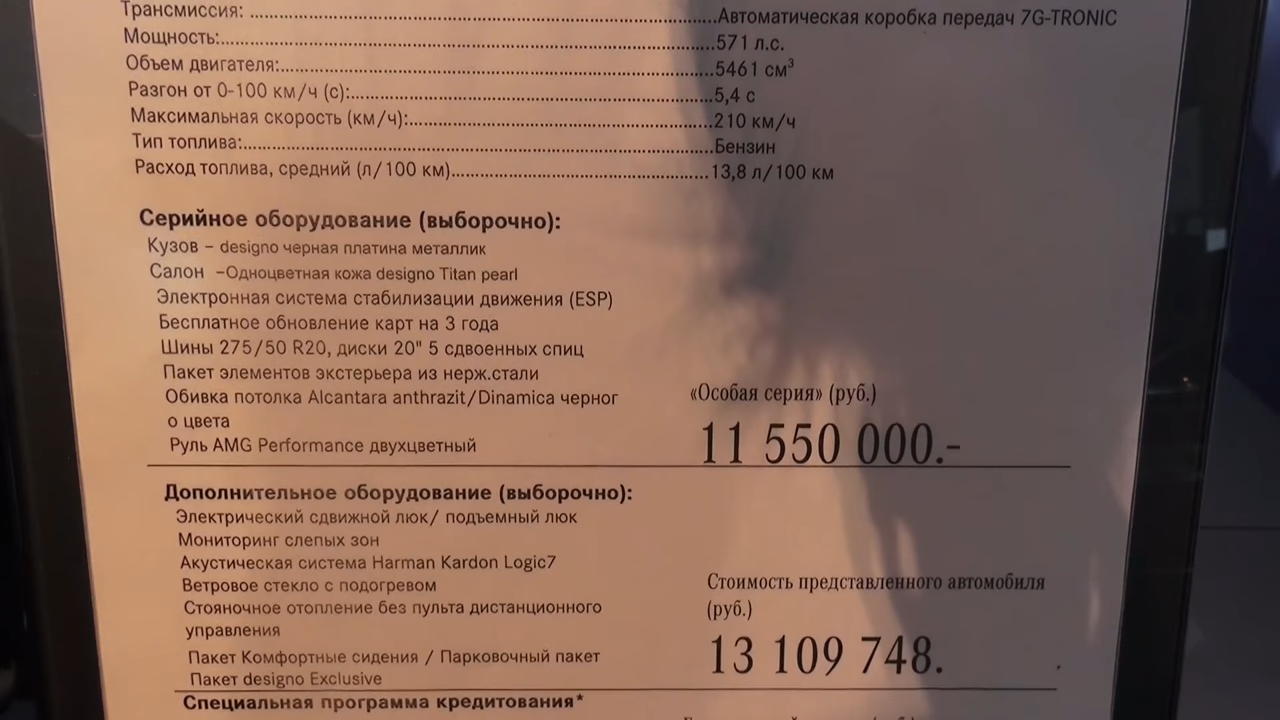 Трансмиссия: ........Автоматическая коробка передач 7G-TRONIC
Мощность:........571 л.с.
Объем двигателя:........5461 см³
Разгон от 0-100 км/ч (с):........5,4 с
Максимальная скорость (км/ч):........210 км/ч
Тип топлива:........Бензин
Расход топлива, средний (л/100 км)........13,8 л/100 км
Серийное оборудование (выборочно):
Кузов – designo черная платина металлик
Салон –Одноцветная кожа designo Titan pearl
Электронная система стабилизации движения (ESP)
Бесплатное обновление карт на 3 года
Шины 275/50 R20, диски 20" 5 сдвоенных спиц
Пакет элементов экстерьера из нерж.стали
Обивка потолка Alcantara anthrazit/Dinamica черног
о цвета
Руль AMG Performance двухцветный
«Особая серия» (руб.)
11 550 000.-
Дополнительное оборудование (выборочно):
Электрический сдвижной люк/ подъемный люк
Мониторинг слепых зон
Акустическая система Harman Kardon Logic7
Ветровое стекло с подогревом
Стояночное отопление без пульта дистанционного
управления
Пакет Комфортные сидения / Парковочный пакет
Пакет designo Exclusive
Стоимость представленного автомобиля
(руб.)
13 109 748.
Специальная программа кредитования*